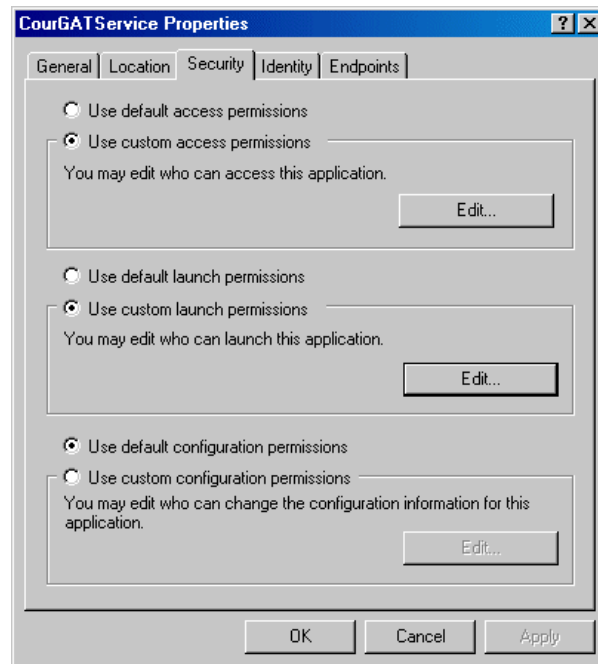 CourGATService Properties
General Location Security Identity Endpoints
Use default access permissions
Use custom access permissions
You may edit who can access this application.
Edit...
Use default launch permissions
Use custom launch permissions
You may edit who can launch this application.
Edit...
Use default configuration permissions
Use custom configuration permissions
You may edit who can change the configuration information for this
application.
Edit...
OK Cancel Apply